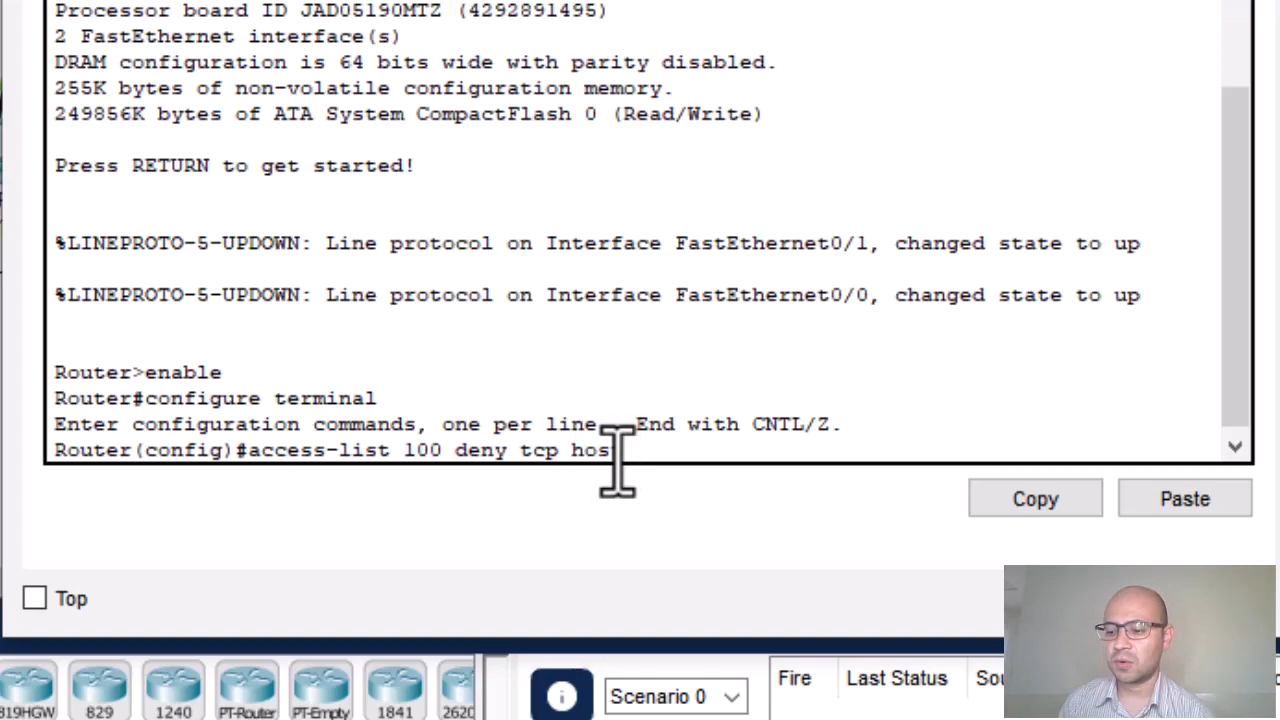 Processor board ID JAD05190MTZ (4292891495)
2 FastEthernet interface(s)
DRAM configuration is 64 bits wide with parity disabled.
255K bytes of non-volatile configuration memory.
249856K bytes of ATA System CompactFlash 0 (Read/Write)
Press RETURN to get started!
%LINEPROTO-5-UPDOWN: Line protocol on Interface FastEthernet0/1, changed state to up
%LINEPROTO-5-UPDOWN: Line protocol on Interface FastEthernet0/0, changed state to up
Router>enable
Router#configure terminal
Enter configuration commands, one per line. End with CNTL/Z.
Router(config)#access-list 100 deny tcp hos
Copy
Paste
Top
819HGW
829
1240
PT-Router
PT-Empty
1841
2620
Scenario 0
Fire
Last Status